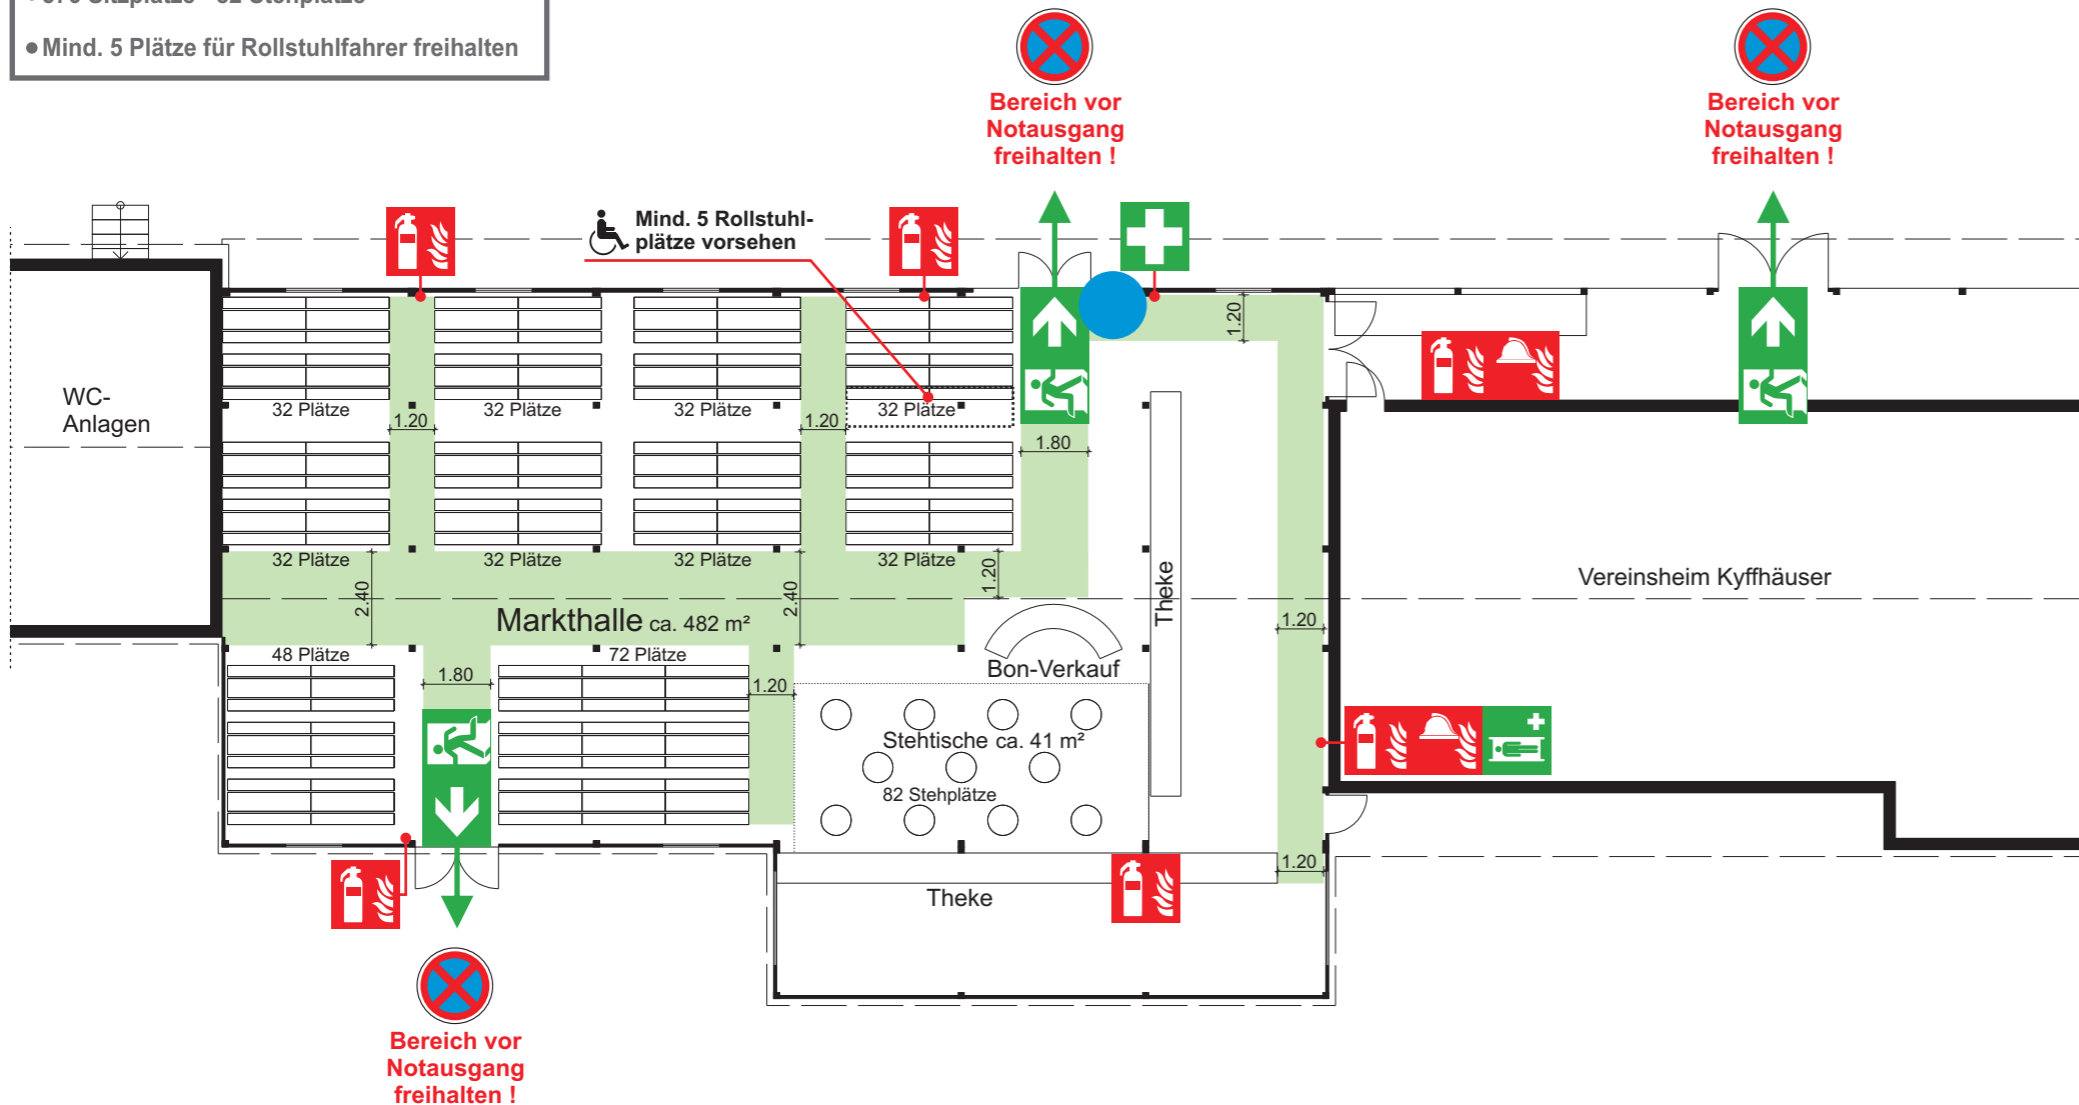 ● Mind. 5 Plätze für Rollstuhlfahrer freihalten
Bereich vor
Notausgang
freihalten !
Bereich vor
Notausgang
freihalten !
Mind. 5 Rollstuhl-
plätze vorsehen
1.20
WC-
Anlagen
32 Plätze
32 Plätze
32 Plätze
32 Plätze
1.20
1.20
1.80
32 Plätze
32 Plätze
32 Plätze
32 Plätze
2.40
2.40
1.20
Theke
Vereinsheim Kyffhäuser
Markthalle ca. 482 m²
1.20
48 Plätze
72 Plätze
Bon-Verkauf
1.80
1.20
Stehtische ca. 41 m²
82 Stehplätze
1.20
Theke
Bereich vor
Notausgang
freihalten !